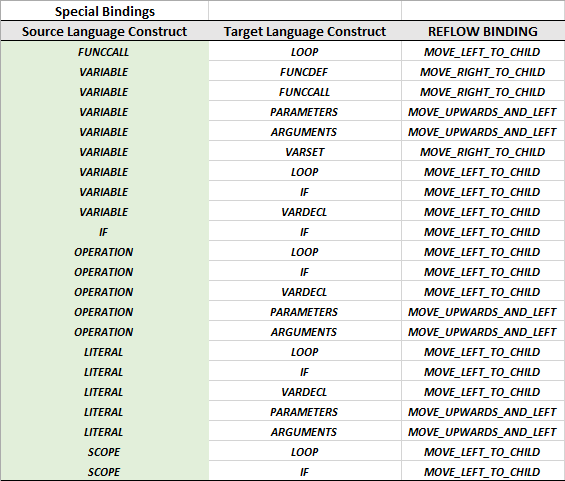 Special Bindings
Source Language Construct Target Language Construct REFLOW BINDING
FUNCCALL LOOP MOVE_LEFT_TO_CHILD
VARIABLE FUNCDEF MOVE_RIGHT_TO_CHILD
VARIABLE FUNCCALL MOVE_RIGHT_TO_CHILD
VARIABLE PARAMETERS MOVE_UPWARDS_AND_LEFT
VARIABLE ARGUMENTS MOVE_UPWARDS_AND_LEFT
VARIABLE VARSET MOVE_RIGHT_TO_CHILD
VARIABLE LOOP MOVE_LEFT_TO_CHILD
VARIABLE IF MOVE_LEFT_TO_CHILD
VARIABLE VARDECL MOVE_LEFT_TO_CHILD
IF IF MOVE_LEFT_TO_CHILD
OPERATION LOOP MOVE_LEFT_TO_CHILD
OPERATION IF MOVE_LEFT_TO_CHILD
OPERATION VARDECL MOVE_LEFT_TO_CHILD
OPERATION PARAMETERS MOVE_UPWARDS_AND_LEFT
OPERATION ARGUMENTS MOVE_UPWARDS_AND_LEFT
LITERAL LOOP MOVE_LEFT_TO_CHILD
LITERAL IF MOVE_LEFT_TO_CHILD
LITERAL VARDECL MOVE_LEFT_TO_CHILD
LITERAL PARAMETERS MOVE_UPWARDS_AND_LEFT
LITERAL ARGUMENTS MOVE_UPWARDS_AND_LEFT
SCOPE LOOP MOVE_LEFT_TO_CHILD
SCOPE IF MOVE_LEFT_TO_CHILD